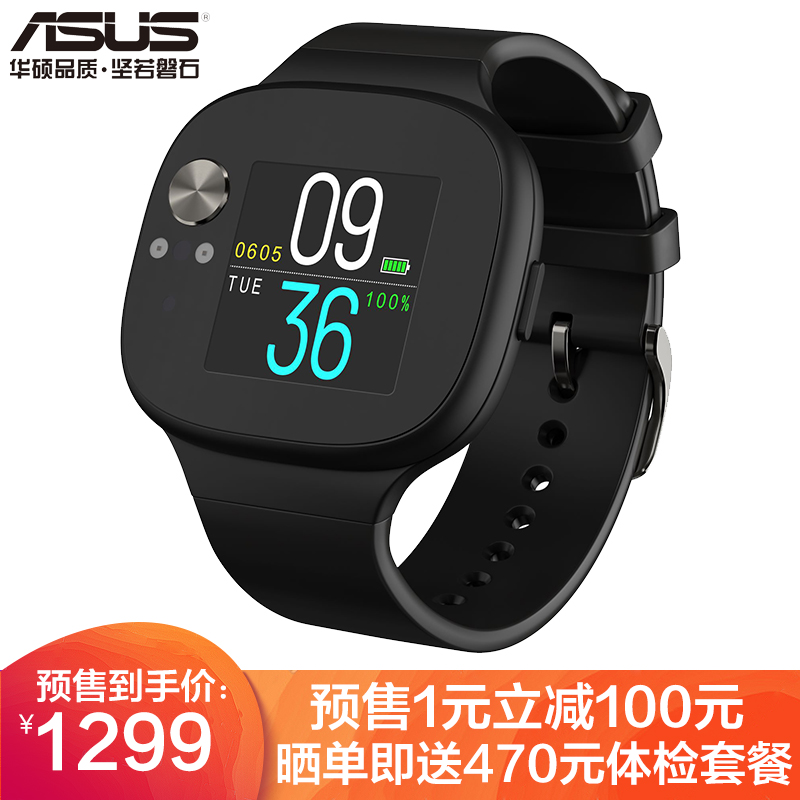 ASUS®
华硕品质·坚若磐石
09
0605
TUE
36
100%
预售到手价:
¥1299
预售1元立减100元
晒单即送470元体检套餐